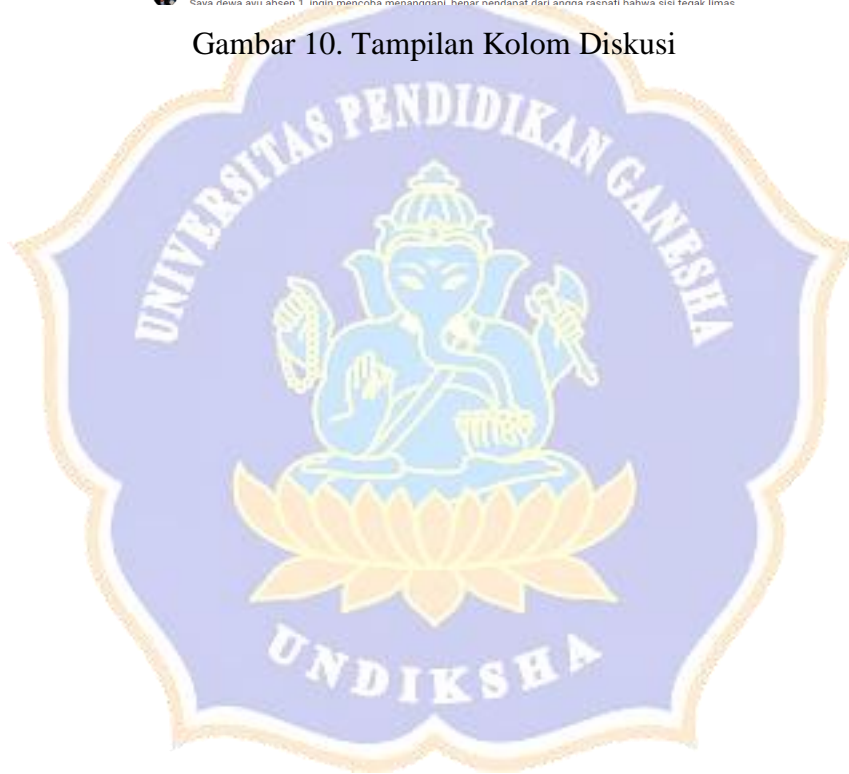 Saya dewa ayu absen 1, ingin mencoba menanggapi, benar pendapat dari angga raspati bahwa sisi tegak limas
Gambar 10. Tampilan Kolom Diskusi
UNIVERSITAS PENDIDIKAN GANESHA
UNDIKSHA